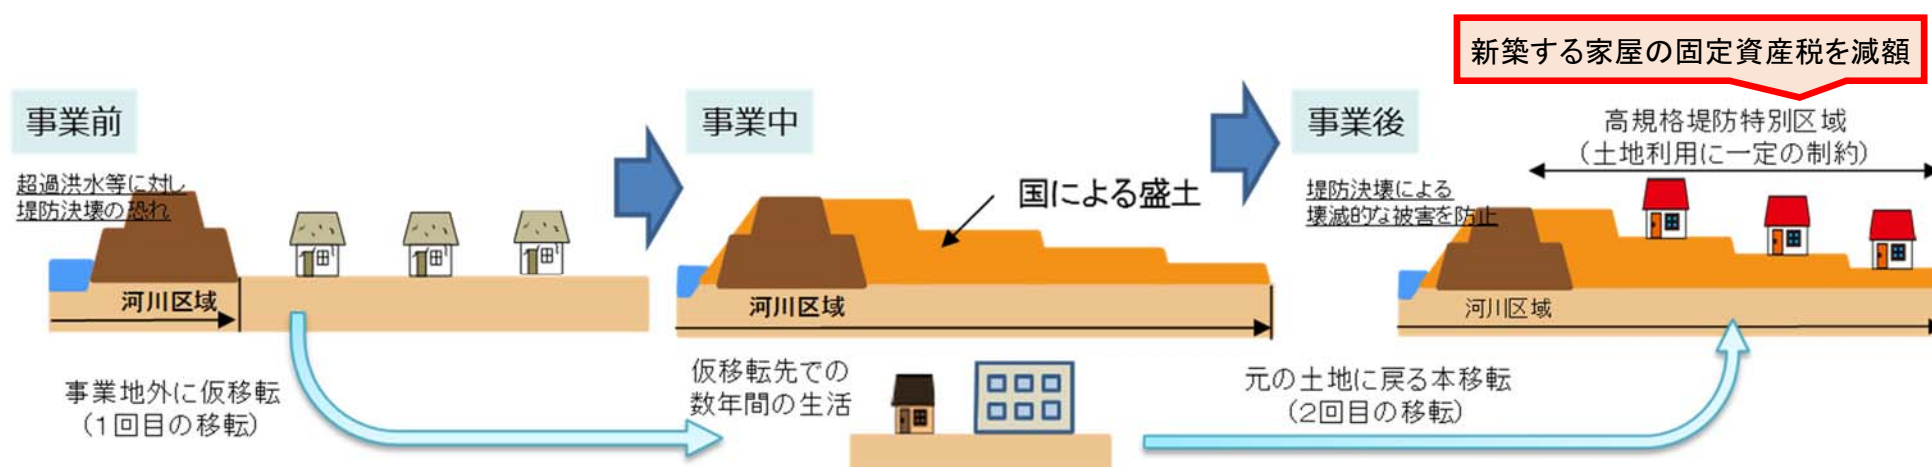 新築する家屋の固定資産税を減額
事業前
超過洪水等に対し
堤防決壊の恐れ
河川区域
事業地外に仮移転
(1回目の移転)
事業中
国による盛土
河川区域
仮移転先での
数年間の生活
事業後
高規格堤防特別区域
(土地利用に一定の制約)
堤防決壊による
壊滅的な被害を防止
河川区域
元の土地に戻る本移転
(2回目の移転)